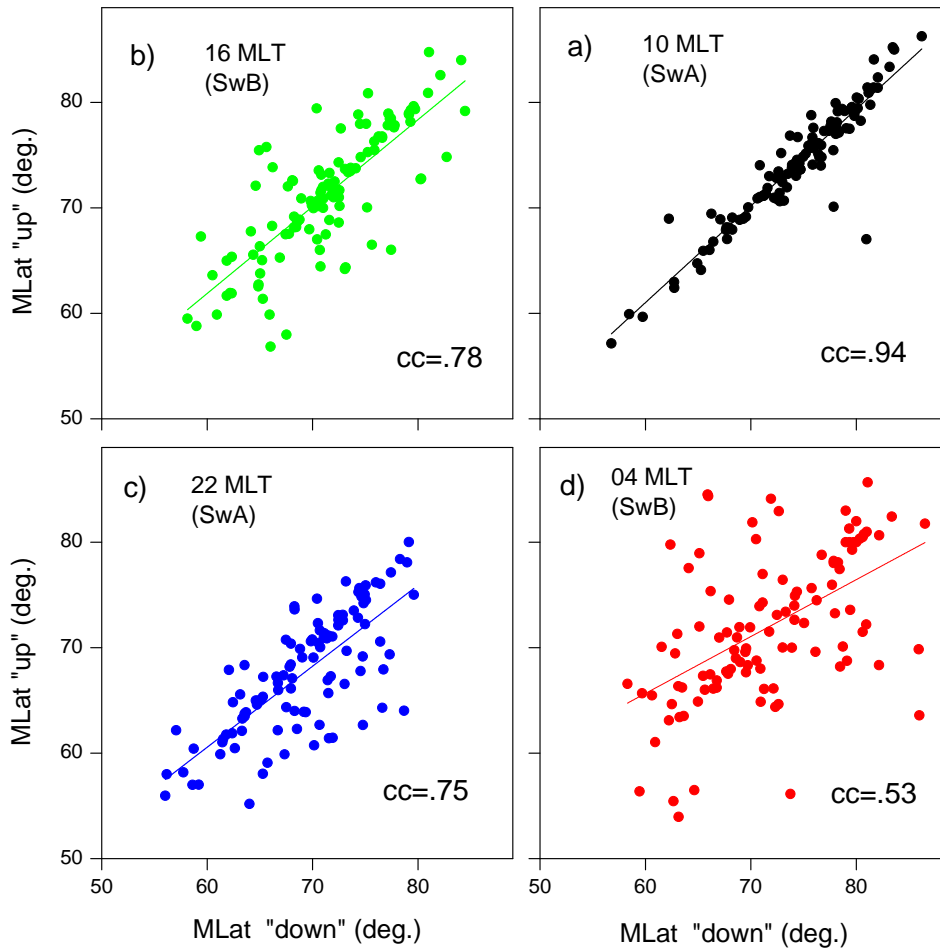 b)
16 MLT
(SwB)
80
70
60
50
MLat "up" (deg.)
cc=.78
a)
10 MLT
(SwA)
cc=.94
c)
22 MLT
(SwA)
80
70
60
50
MLat "up" (deg.)
cc=.75
50 60 70 80
MLat "down" (deg.)
d)
04 MLT
(SwB)
cc=.53
50 60 70 80
MLat "down" (deg.)